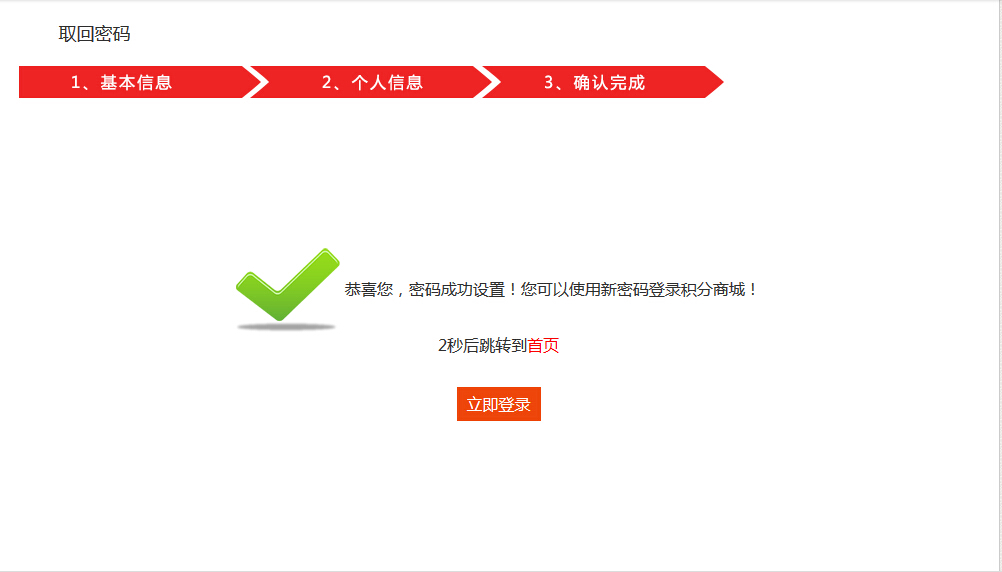 取回密码
1、基本信息 2、个人信息 3、确认完成
恭喜您，密码成功设置！您可以使用新密码登录积分商城！
2秒后跳转到首页
立即登录